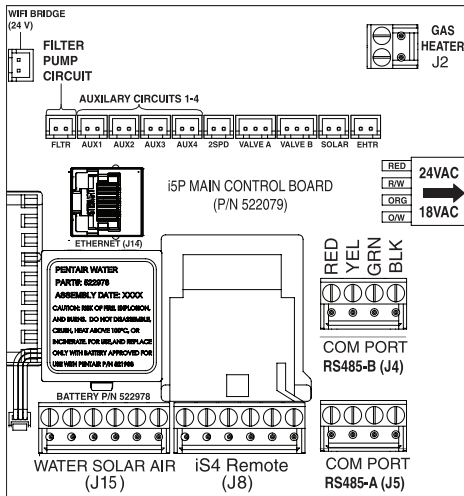 WIFI BRIDGE
(24 V)
FILTER
PUMP
CIRCUIT
GAS
HEATER
J2
AUXILARY CIRCUITS 1-4
FLTR AUX1 AUX2 AUX3 AUX4 2SPD VALVE A VALVE B SOLAR EHTR
ETHERNET (J14)
i5P MAIN CONTROL BOARD
(P/N 522079)
RED
R/W
ORG
O/W
24VAC
18VAC
PENTAIR WATER
PART#: 522978
ASSEMBLY DATE: XXXX
CAUTION: RISK OF FIRE, EXPLOSION,
AND BURNS. DO NOT DISASSEMBLE,
CRUSH, HEAT ABOVE 100°C, OR
INCINERATE. FOR USE, AND REPLACE
ONLY WITH BATTERY APPROVED FOR
USE WITH PENTAIR P/N
BATTERY P/N 522978
RED YEL GRN BLK
COM PORT
RS485-B (J4)
WATER SOLAR AIR
(J15)
iS4 Remote
(J8)
COM PORT
RS485-A (J5)